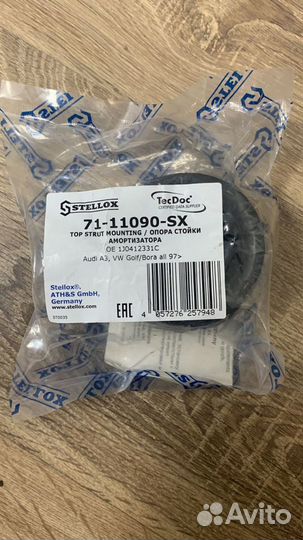 STELLOX
TecDoc
CERTIFIED DATA SUPPLIER
71-11090-SX
TOP STRUT MOUNTING / ОПОРА СТОЙКИ
АМОРТИЗАТОРА
OE 1J0412331C
Audi A3, VW Golf/Bora all 97>
Stellox®,
ATH&S GmbH,
Germany
www.stellox.com
EAC
4 057276 257948
STELLOX
Avito